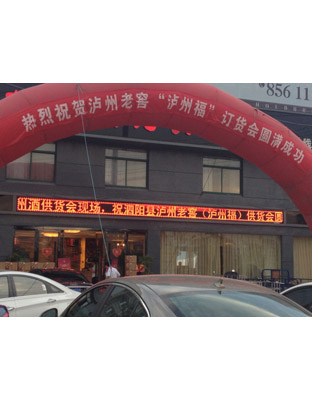 856 11
热烈祝贺泸州老窖“泸州福”订货会圆满成功
州酒供货会现场，祝泗阳县泸州老窖（泸州福）供货会圆